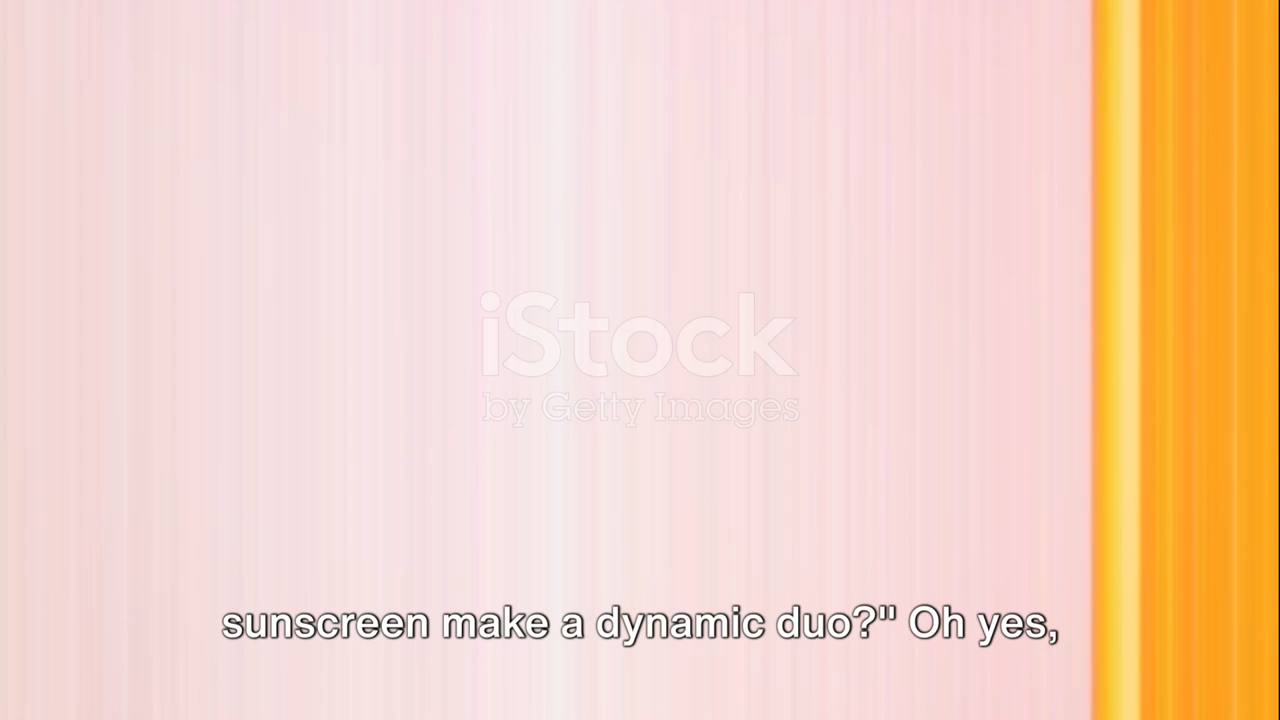 iStock
by Getty Images
sunscreen make a dynamic duo?" Oh yes,